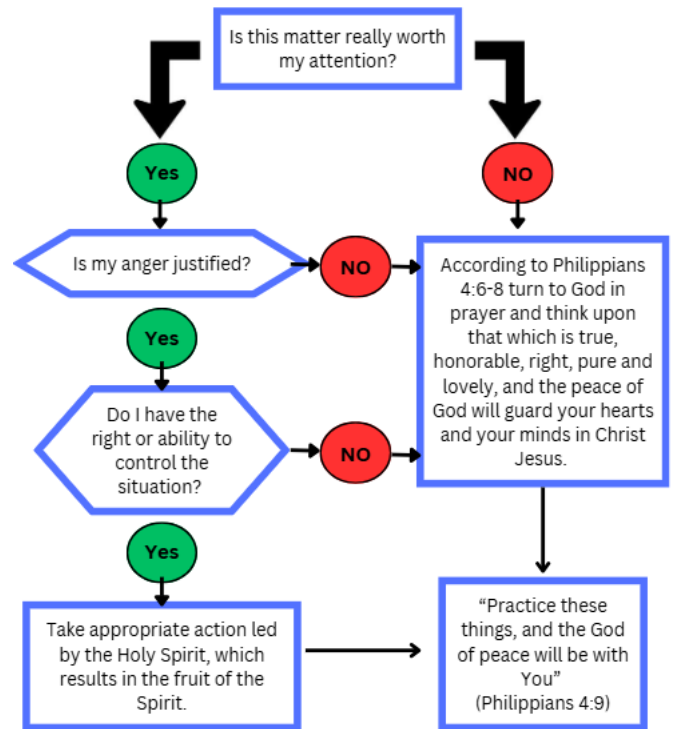 Is this matter really worth
my attention?
Yes
NO
Is my anger justified?
NO
According to Philippians
4:6-8 turn to God in
prayer and think upon
that which is true,
honorable, right, pure and
lovely, and the peace of
God will guard your hearts
and your minds in Christ
Jesus.
Yes
Do I have the
right or ability to
control the
situation?
NO
Yes
Take appropriate action led
by the Holy Spirit, which
results in the fruit of the
Spirit.
“Practice these
things, and the God
of peace will be with
You”
(Philippians 4:9)